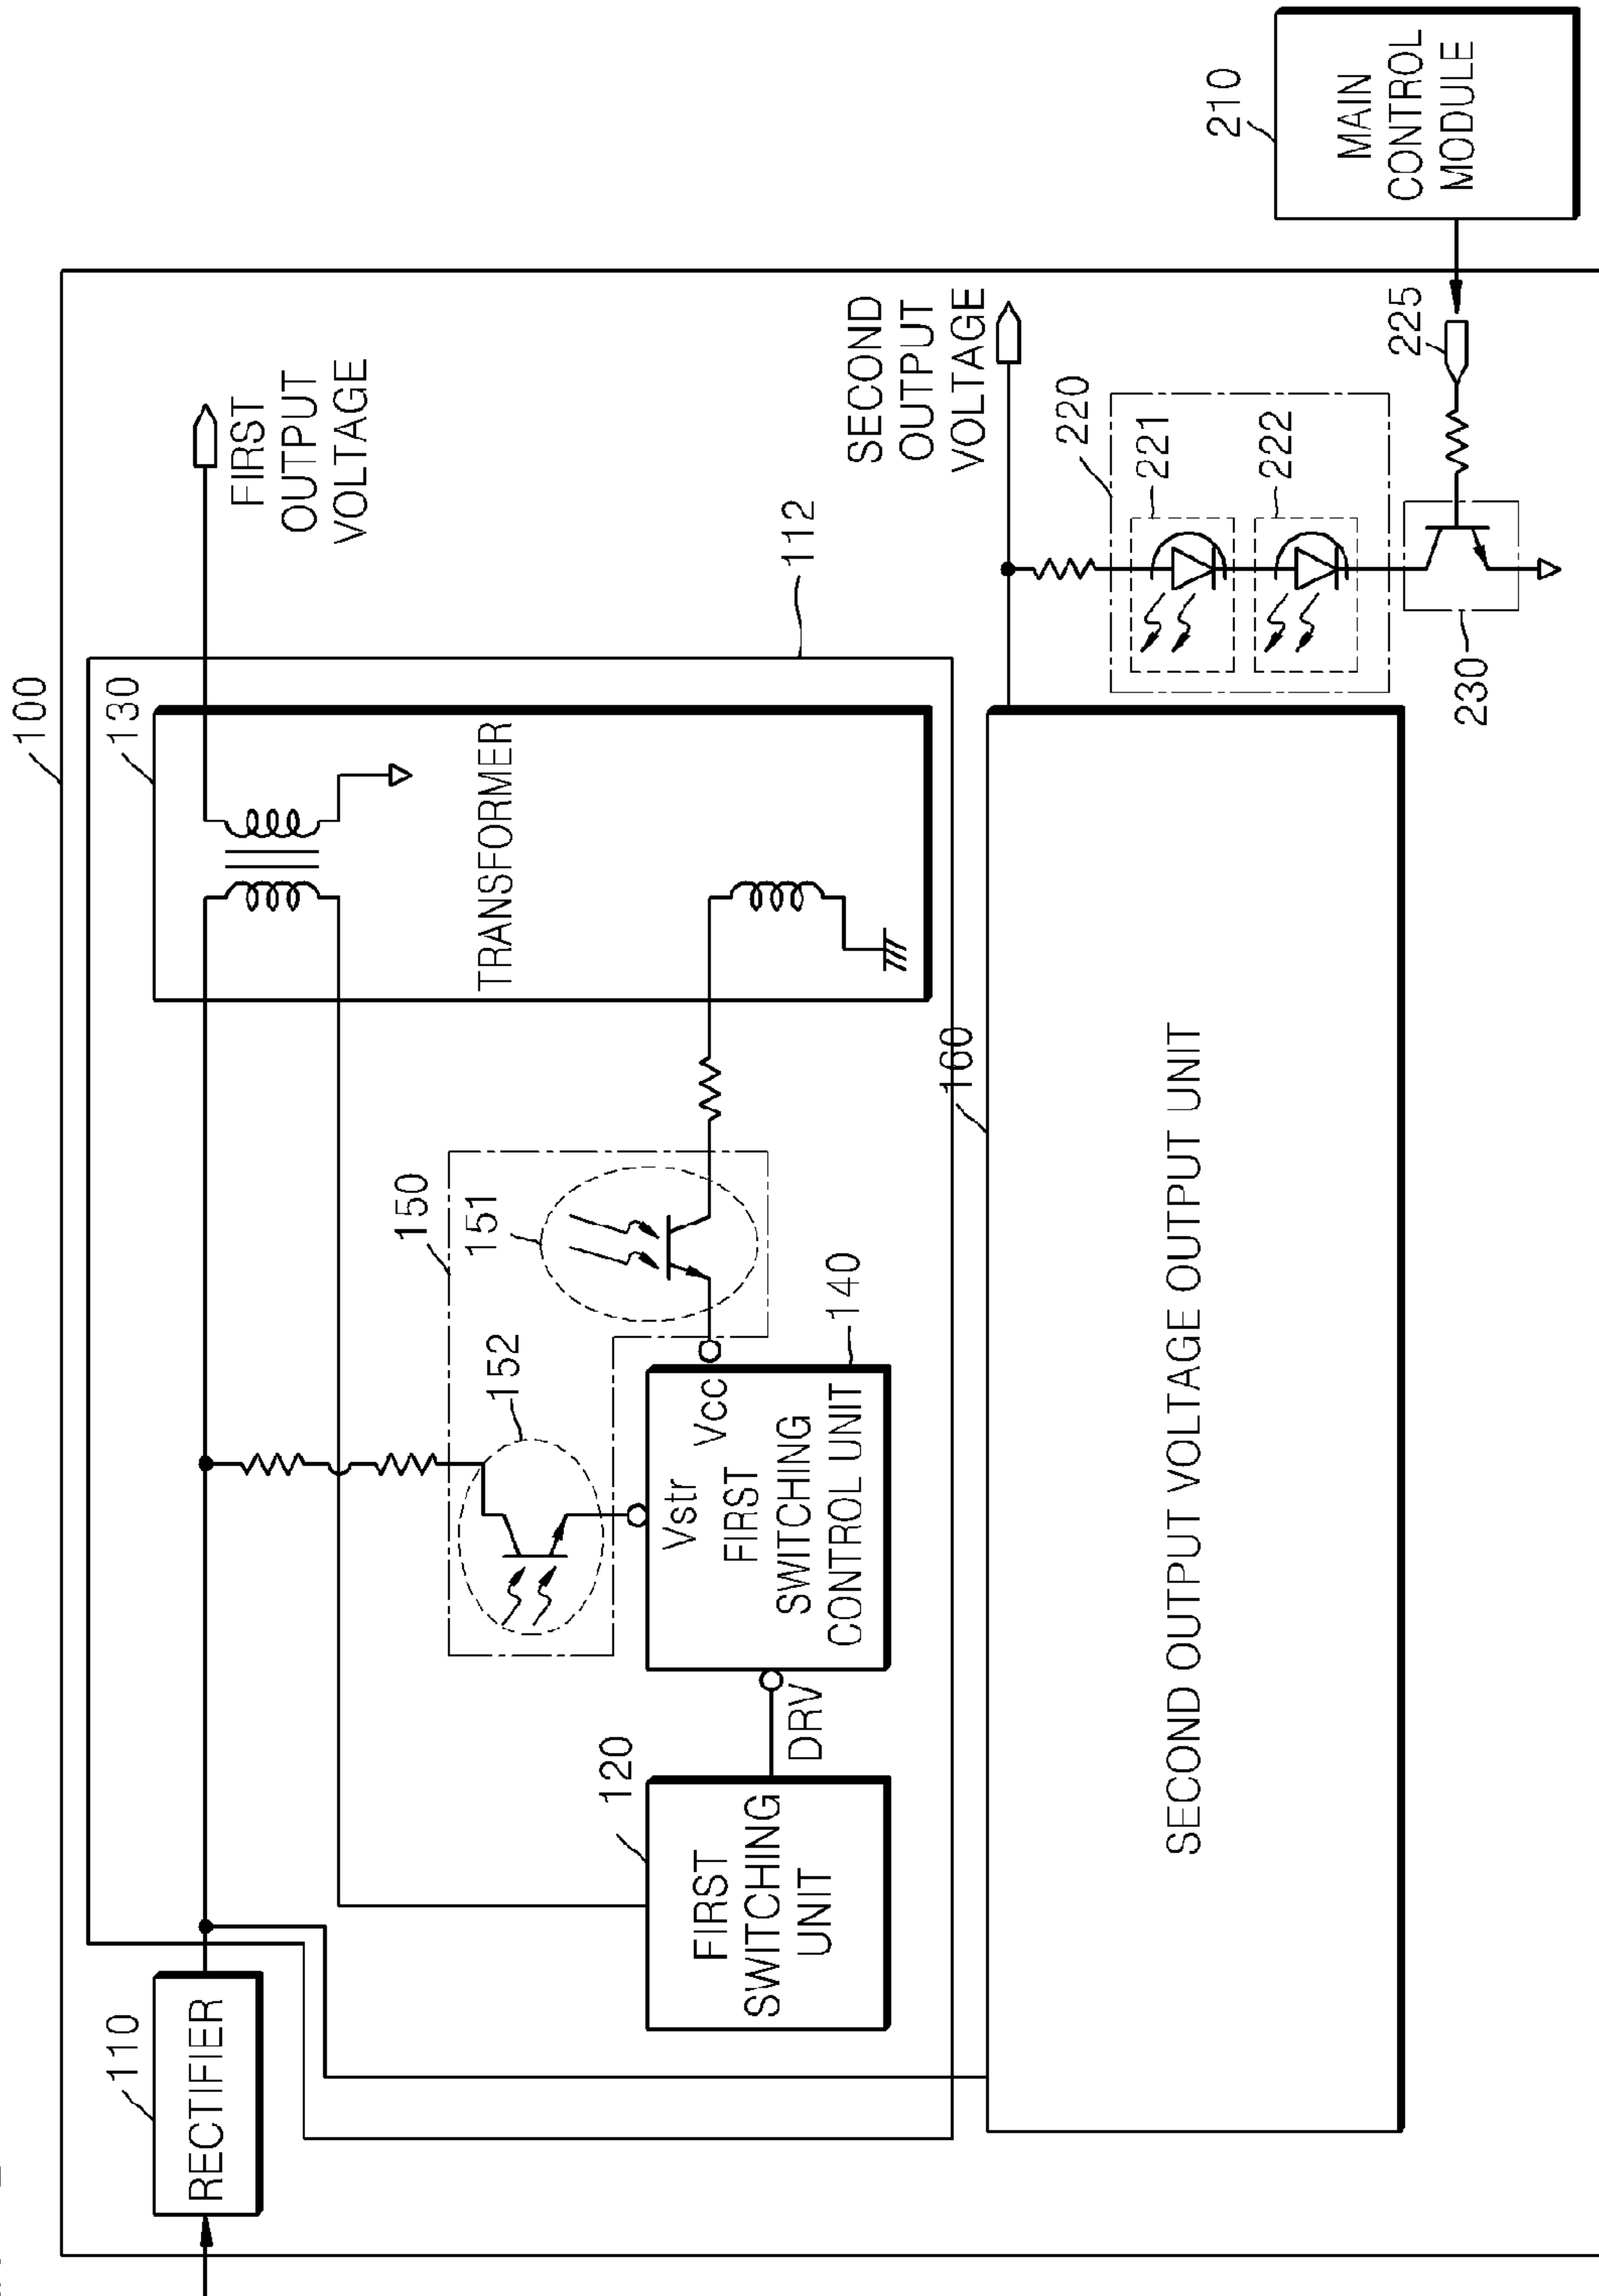 100
110
RECTIFIER
130
TRANSFORMER
FIRST
OUTPUT
VOLTAGE
112
150
151
152
Vstr
Vcc
FIRST
SWITCHING
CONTROL UNIT
140
120
FIRST
SWITCHING
UNIT
DRV
160
SECOND OUTPUT VOLTAGE OUTPUT UNIT
SECOND
OUTPUT
VOLTAGE
220
221
222
230
225
210
MAIN
CONTROL
MODULE